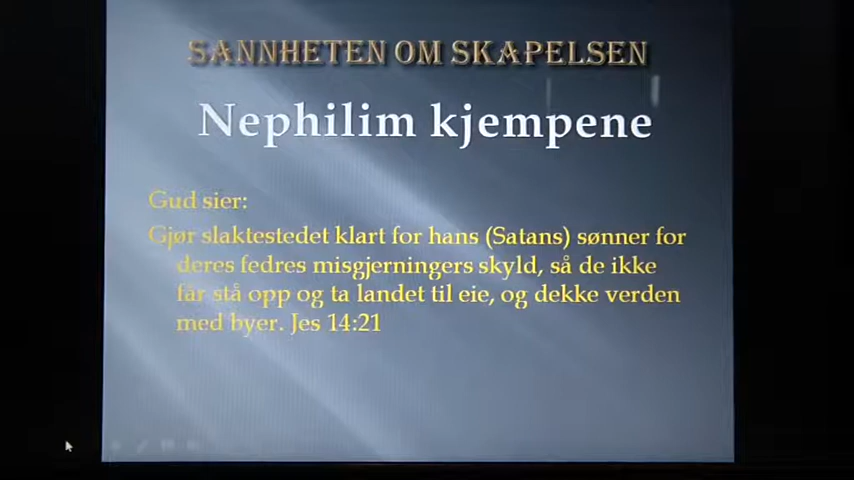 SANNHETEN OM SKAPELSEN
Nephilim kjempene
Gud sier:
Gjør slaktestedet klart for hans (Satans) sønner for
deres fedres misgjerningers skyld, så de ikke
får stå opp og ta landet til eie, og dekke verden
med byer. Jes 14:21